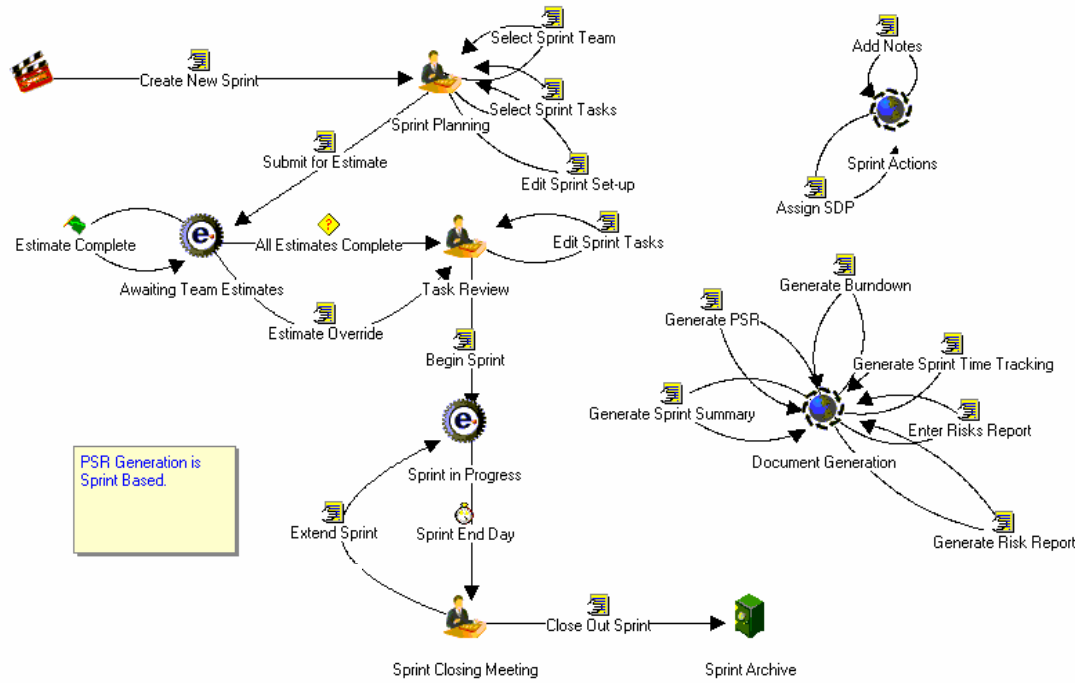 Select Sprint Team
Add Notes
Create New Sprint
Select Sprint Tasks
Sprint Planning
Submit for Estimate
Sprint Actions
Edit Sprint Set-up
Assign SDP
Estimate Complete
All Estimates Complete
Edit Sprint Tasks
Awaiting Team Estimates
Task Review
Generate Burndown
Estimate Override
Generate PSR
Begin Sprint
Generate Sprint Time Tracking
Generate Sprint Summary
Enter Risks Report
PSR Generation is
Sprint Based.
Sprint in Progress
Document Generation
Extend Sprint
Sprint End Day
Generate Risk Report
Close Out Sprint
Sprint Closing Meeting
Sprint Archive